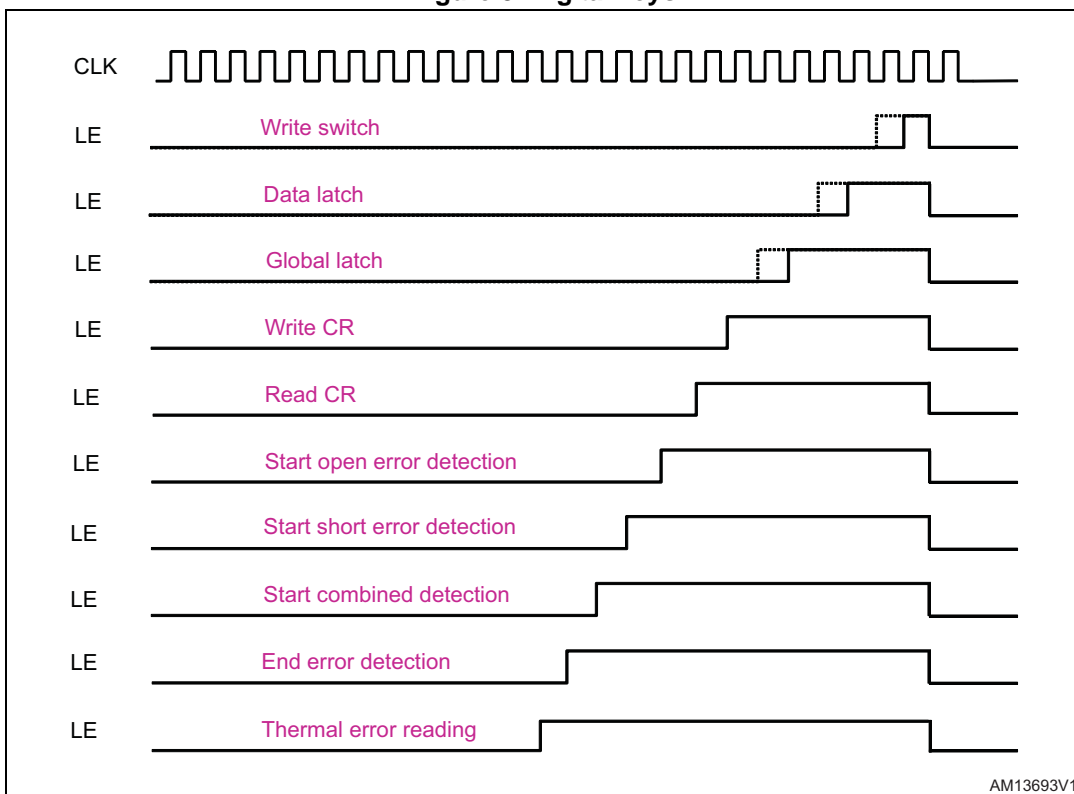 CLK
LE Write switch
LE Data latch
LE Global latch
LE Write CR
LE Read CR
LE Start open error detection
LE Start short error detection
LE Start combined detection
LE End error detection
LE Thermal error reading
AM13693V1